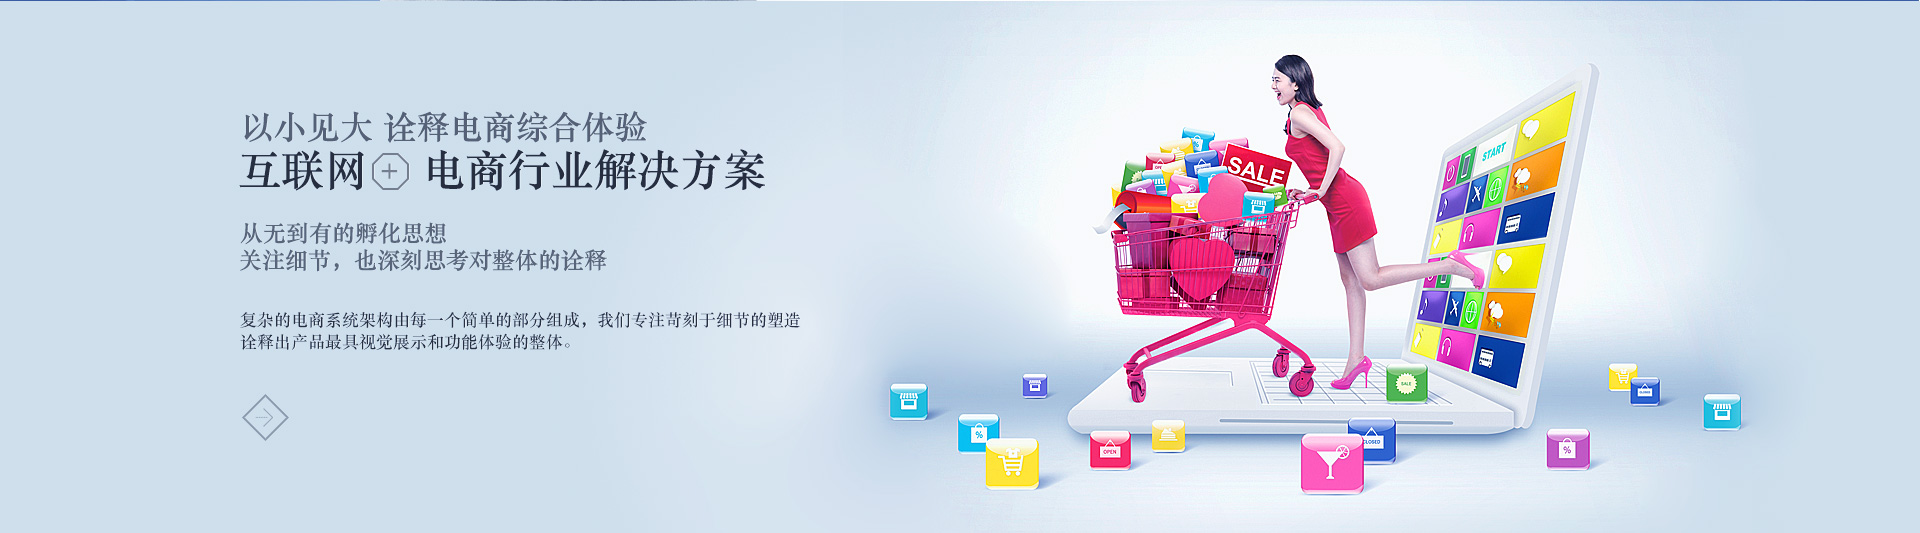 以小见大 诠释电商综合体验
互联网+ 电商行业解决方案
从无到有的孵化思想
关注细节，也深刻思考对整体的诠释
复杂的电商系统架构由每一个简单的部分组成，我们专注苛刻于细节的塑造
诠释出产品最具视觉展示和功能体验的整体。
SALE
START
SALE
%
OPEN
CLOSED
%